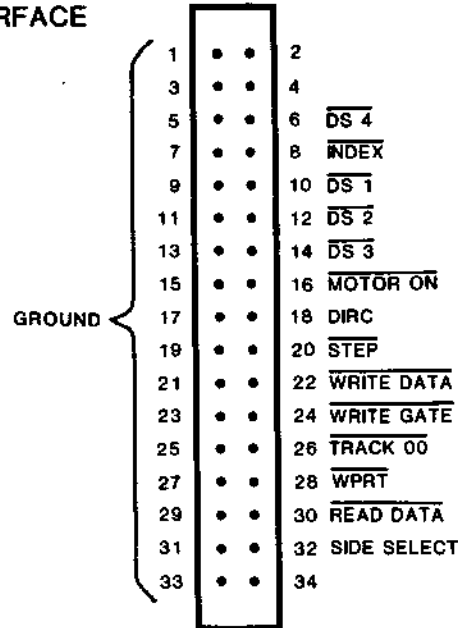 RFACE
1 2
3 4
5 6 DS 4
7 8 INDEX
9 10 DS 1
11 12 DS 2
13 14 DS 3
15 16 MOTOR ON
GROUND 17 18 DIRC
19 20 STEP
21 22 WRITE DATA
23 24 WRITE GATE
25 26 TRACK 00
27 28 WPRT
29 30 READ DATA
31 32 SIDE SELECT
33 34